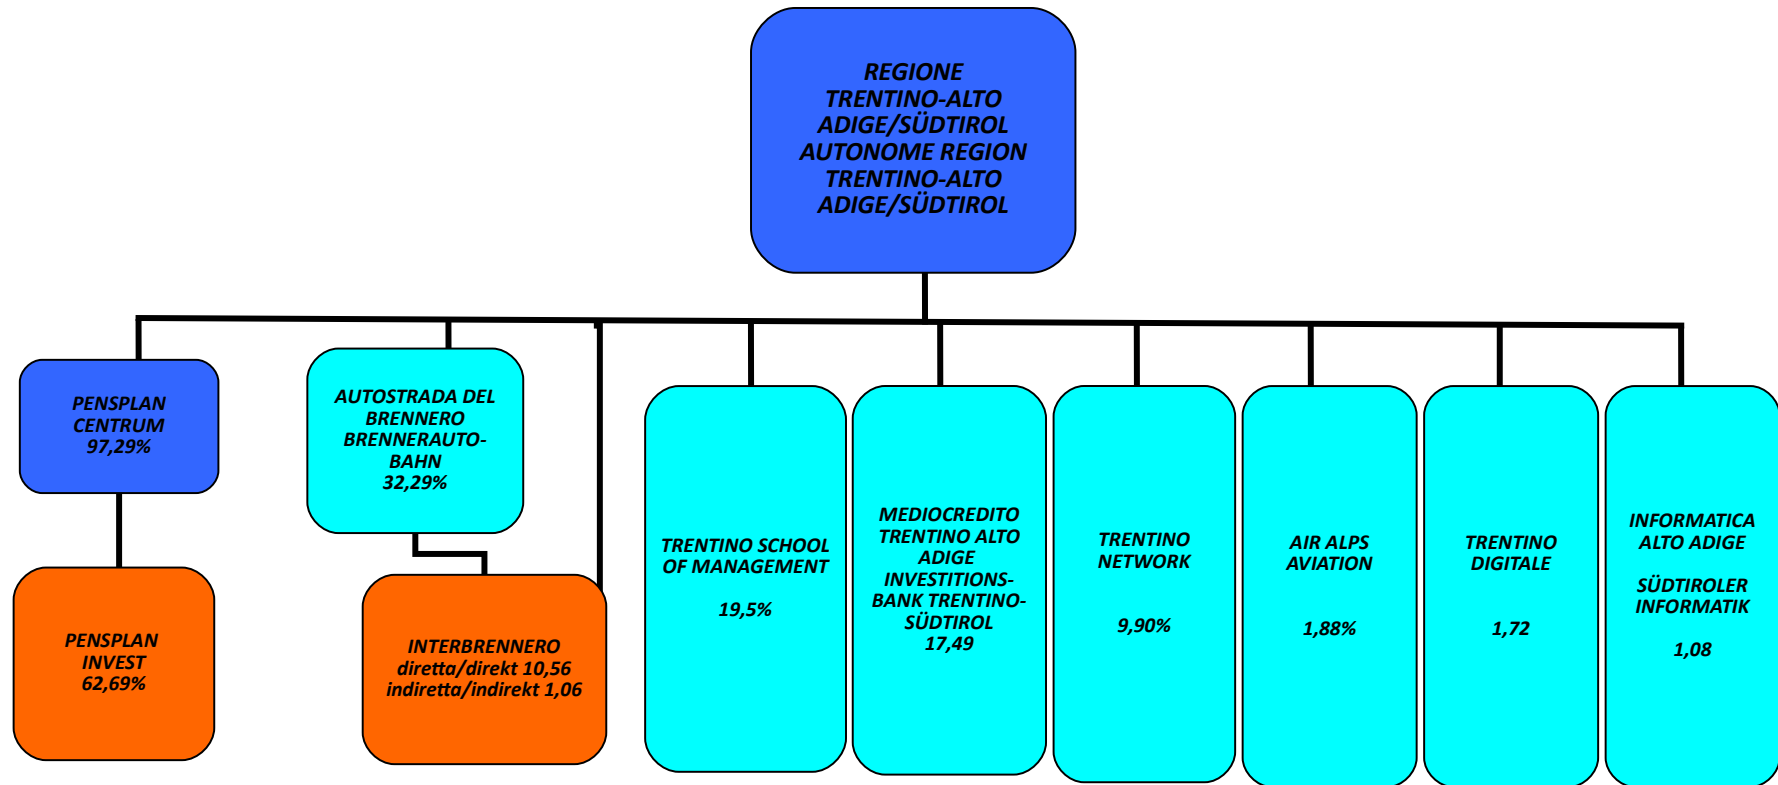 REGIONE
TRENTINO-ALTO
ADIGE/SÜDTIROL
AUTONOME REGION
TRENTINO-ALTO
ADIGE/SÜDTIROL
PENSPLAN
CENTRUM
97,29%
AUTOSTRADA DEL
BRENNERO
BRENNERAUTO-
BAHN
32,29%
PENSPLAN
INVEST
62,69%
INTERBRENNERO
diretta/direkt 10,56
indiretta/indirekt 1,06
TRENTINO SCHOOL
OF MANAGEMENT
19,5%
MEDIOCREDITO
TRENTINO ALTO
ADIGE
INVESTITIONS-
BANK TRENTINO-
SÜDTIROL
17,49
TRENTINO
NETWORK
9,90%
AIR ALPS
AVIATION
1,88%
TRENTINO
DIGITALE
1,72
INFORMATICA
ALTO ADIGE
SÜDTIROLER
INFORMATIK
1,08